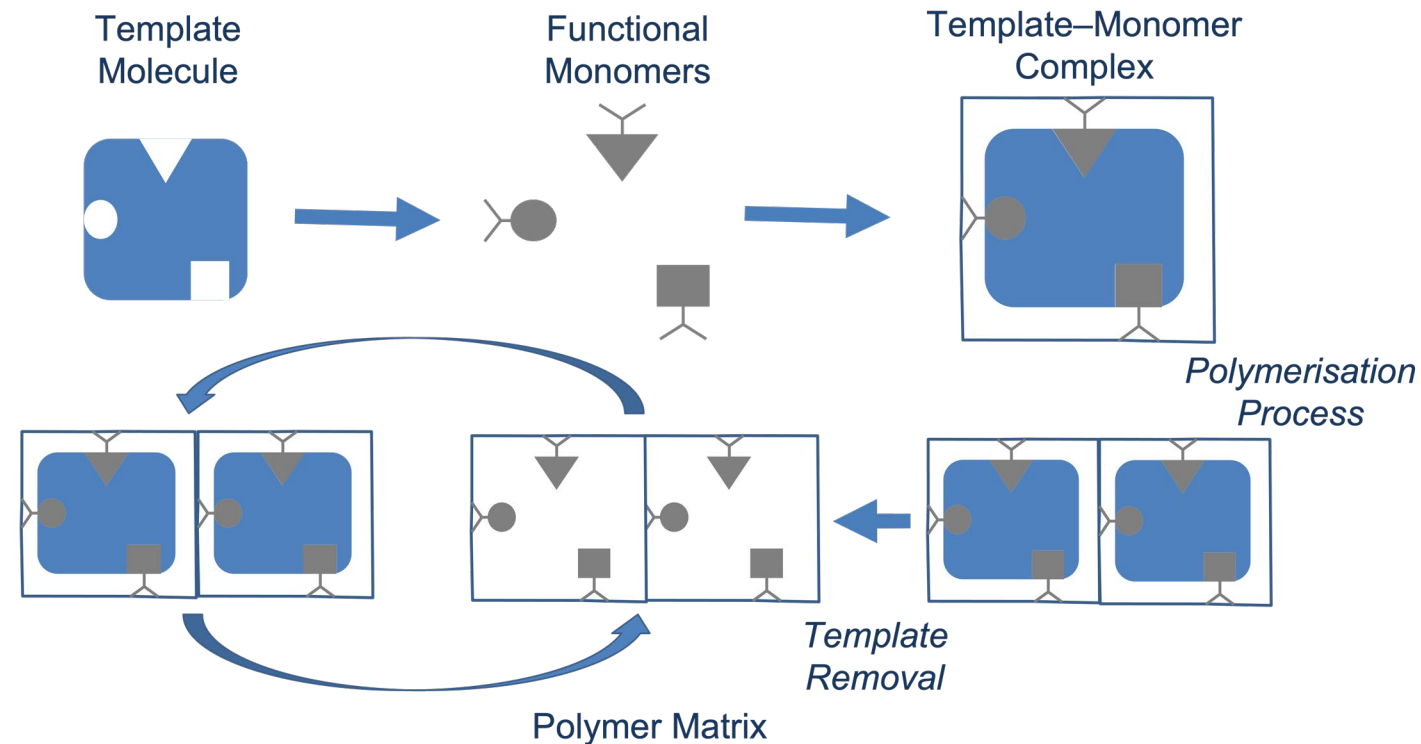 Template
Molecule
Functional
Monomers
Template–Monomer
Complex
Polymerisation
Process
Template
Removal
Polymer Matrix